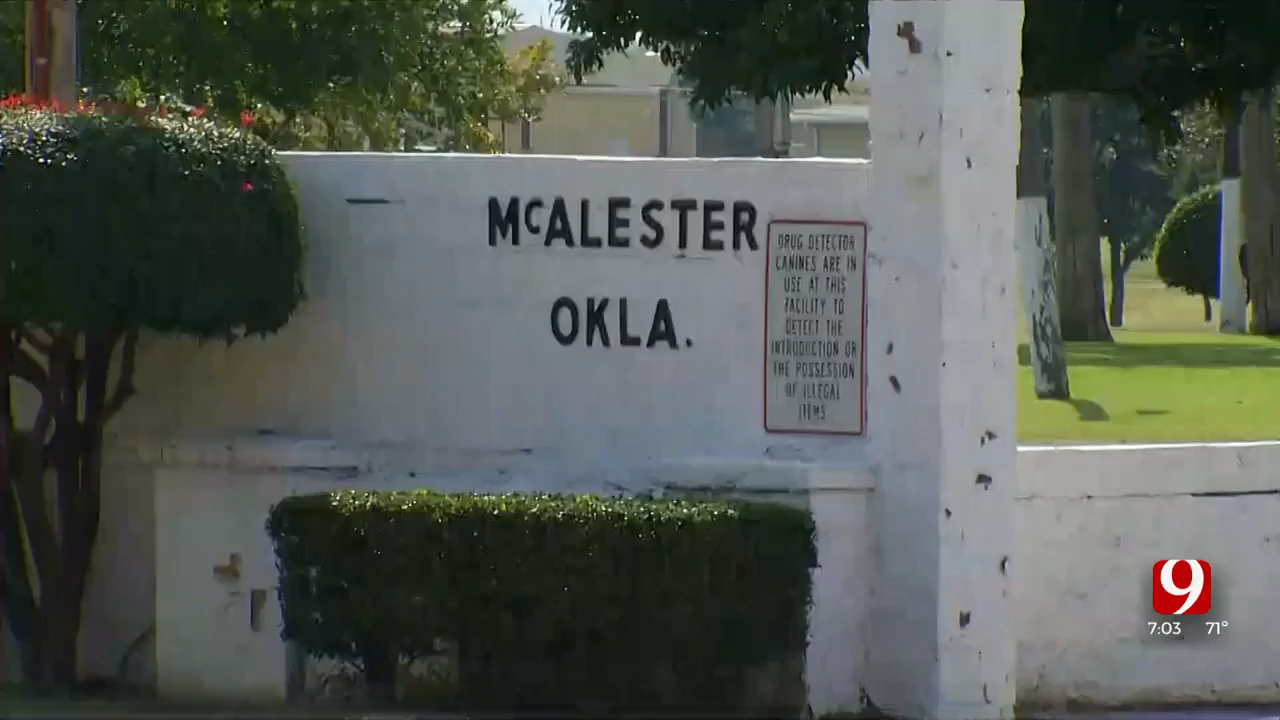 McALESTER
OKLA.
DRUG DETECTOR
CANINES ARE IN
USE AT THIS
FACILITY TO
DETECT THE
INTRODUCTION OR
THE POSSESSION
OF ILLEGAL
ITEMS
9
7:03 71°